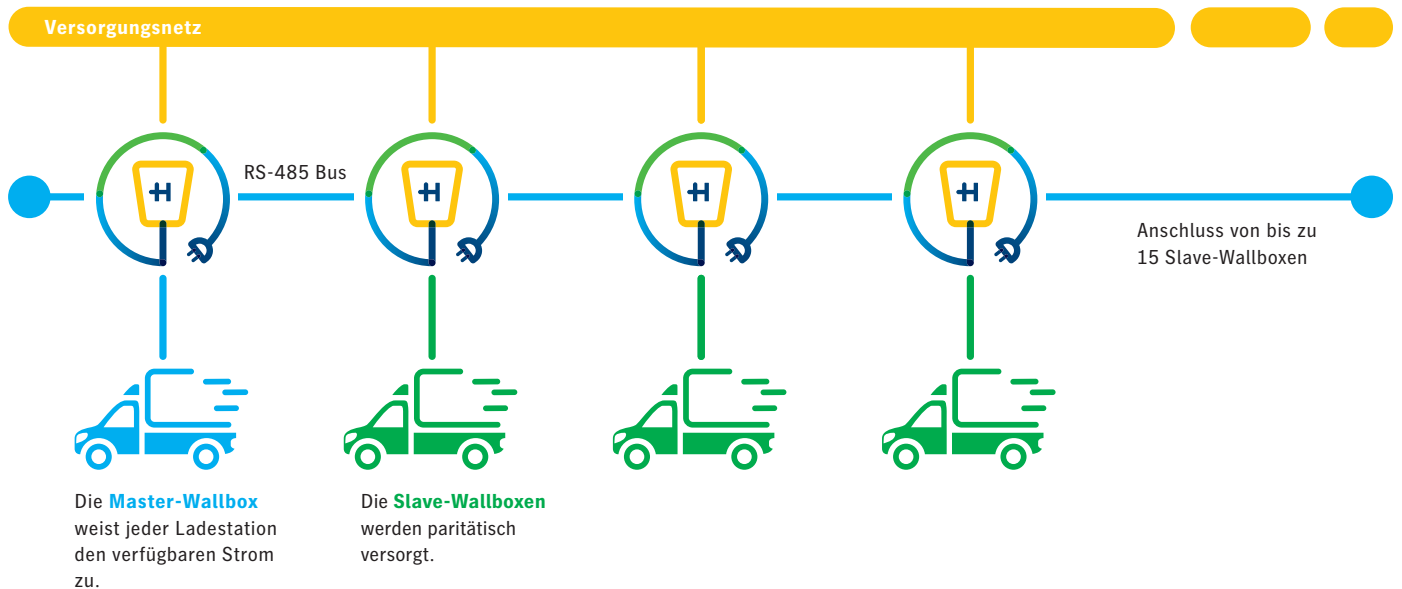 Versorgungsnetz
RS-485 Bus
Anschluss von bis zu
15 Slave-Wallboxen
Die Master-Wallbox
weist jeder Ladestation
den verfügbaren Strom
zu.
Die Slave-Wallboxen
werden paritätisch
versorgt.